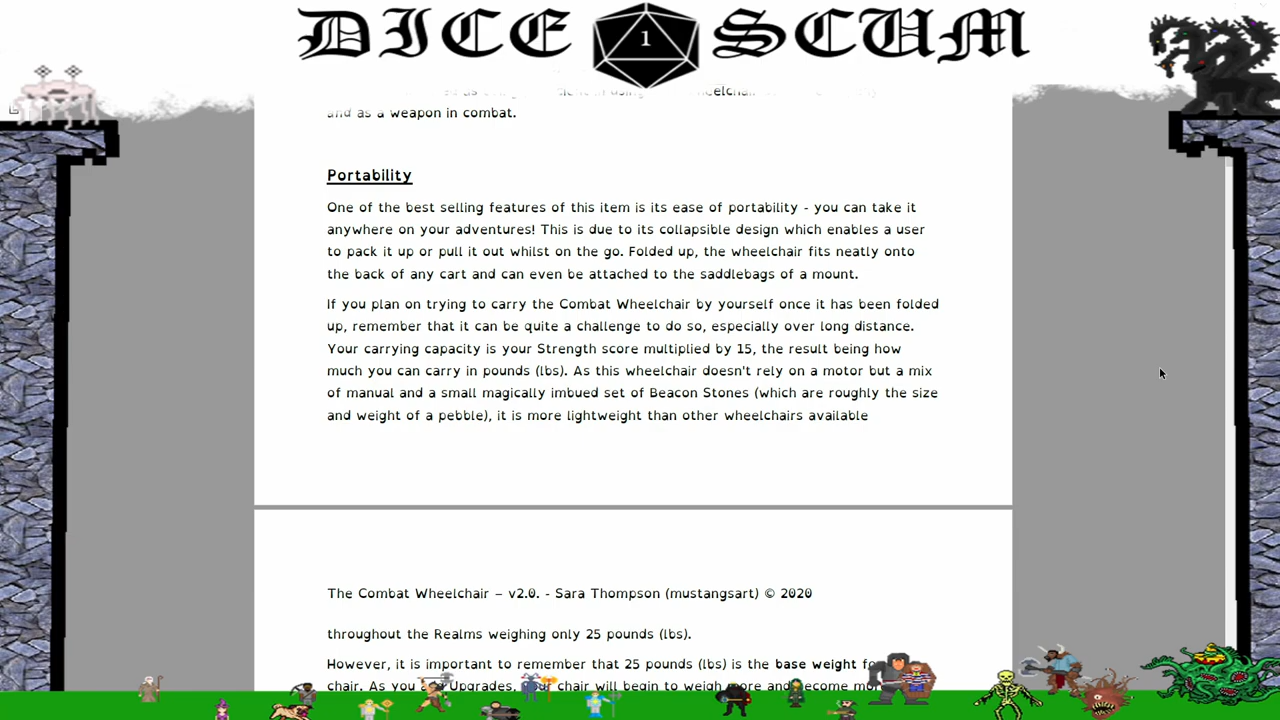 DICE 1 SCUM
and as a weapon in combat.
Portability
One of the best selling features of this item is its ease of portability - you can take it
anywhere on your adventures! This is due to its collapsible design which enables a user
to pack it up or pull it out whilst on the go. Folded up, the wheelchair fits neatly onto
the back of any cart and can even be attached to the saddlebags of a mount.
If you plan on trying to carry the Combat Wheelchair by yourself once it has been folded
up, remember that it can be quite a challenge to do so, especially over long distance.
Your carrying capacity is your Strength score multiplied by 15, the result being how
much you can carry in pounds (lbs). As this wheelchair doesn't rely on a motor but a mix
of manual and a small magically imbued set of Beacon Stones (which are roughly the size
and weight of a pebble), it is more lightweight than other wheelchairs available
The Combat Wheelchair – v2.0. - Sara Thompson (mustangsart) © 2020
throughout the Realms weighing only 25 pounds (lbs).
However, it is important to remember that 25 pounds (lbs) is the base weight
chair. As you Upgrades, your chair will begin to weigh more and become